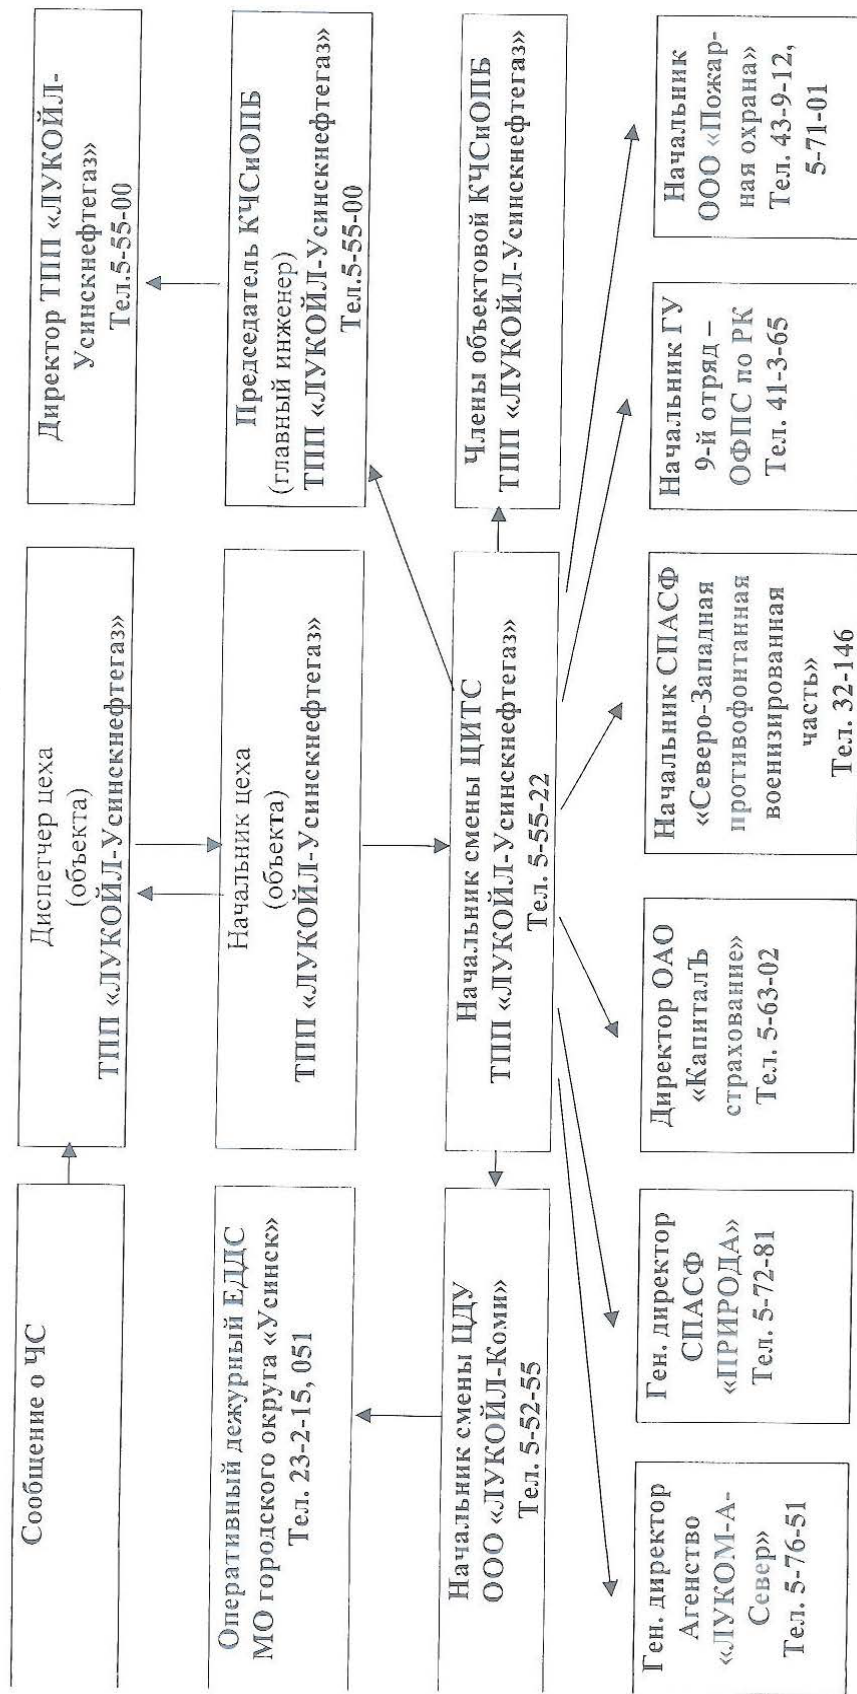 Сообщение о ЧС
Диспетчер цеха
(объекта)
ТПП «ЛУКОЙЛ-Усинскнефтегаз»
Директор ТПП «ЛУКОЙЛ-
Усинскнефтегаз»
Тел.5-55-00
Оперативный дежурный ЕДДС
МО городского округа «Усинск»
Тел. 23-2-15, 051
Начальник цеха
(объекта)
ТПП «ЛУКОЙЛ-Усинскнефтегаз»
Председатель КЧСиОПБ
(главный инженер)
ТПП «ЛУКОЙЛ-Усинскнефтегаз»
Тел.5-55-00
Начальник смены ЦДУ
ООО «ЛУКОЙЛ-Коми»
Тел. 5-52-55
Начальник смены ЦИТС
ТПП «ЛУКОЙЛ-Усинскнефтегаз»
Тел. 5-55-22
Члены объектовой КЧСиОПБ
ТПП «ЛУКОЙЛ-Усинскнефтегаз»
Ген. директор
Агенство
«ЛУКОМ-А-
Север»
Тел. 5-76-51
Ген. директор
СПАСФ
«ПРИРОДА»
Тел. 5-72-81
Директор ОАО
«КапиталЪ
страхование»
Тел. 5-63-02
Начальник СПАСФ
«Северо-Западная
противофонтанная
военизированная
часть»
Тел. 32-146
Начальник ГУ
9-й отряд –
ОФПС по РК
Тел. 41-3-65
Начальник
ООО «Пожар-
ная охрана»
Тел. 43-9-12,
5-71-01